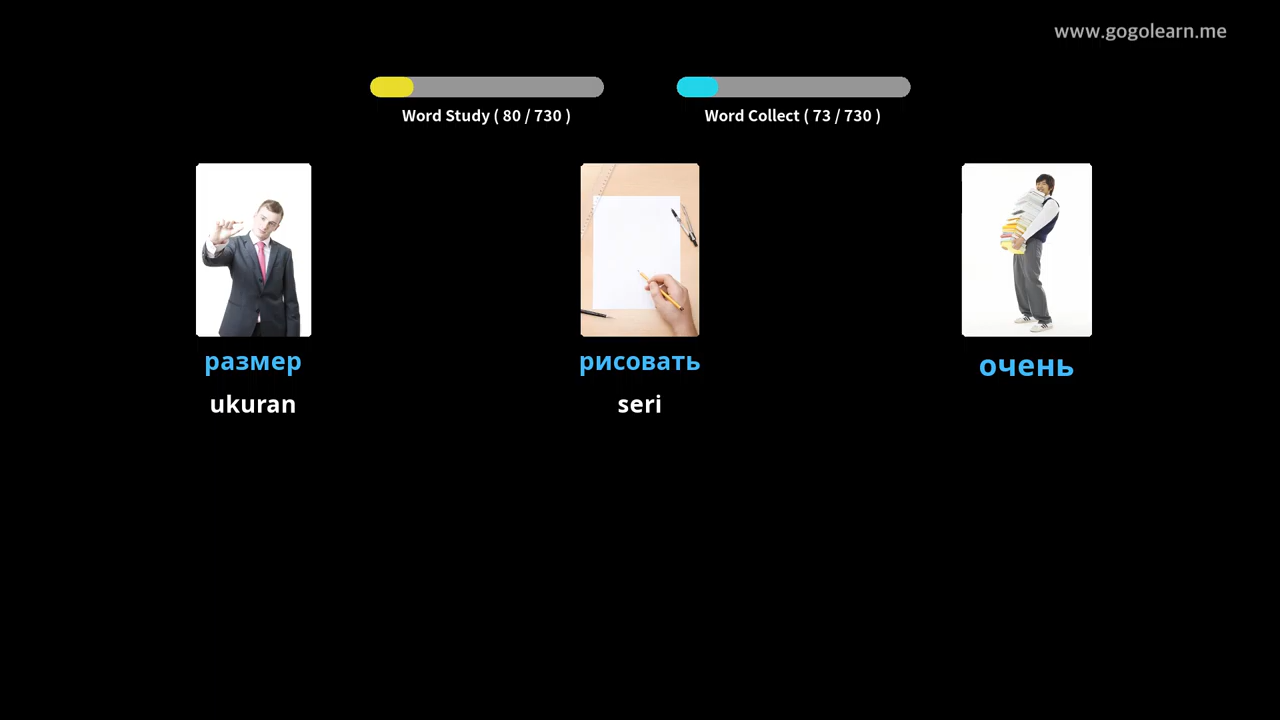 www.gogolearn.me
Word Study ( 80 / 730 )
Word Collect ( 73 / 730 )
размер
рисовать
очень
ukuran
seri